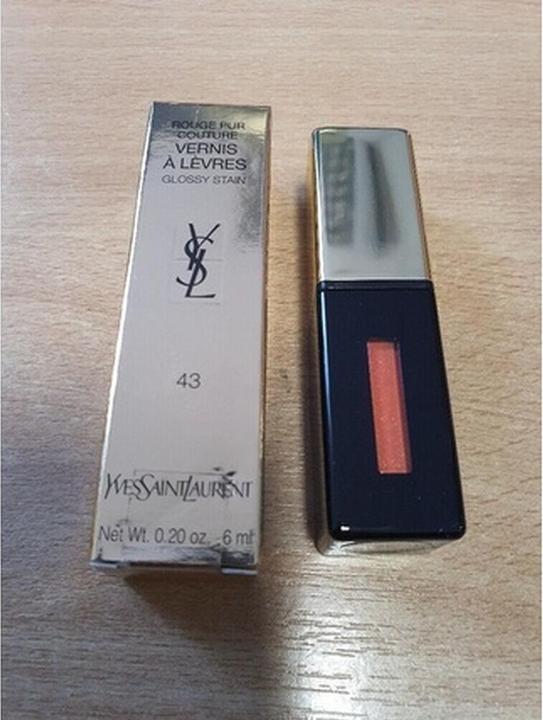 ROUGE PUR
COUTURE
VERNIS
À LÈVRES
GLOSSY STAIN
YSL
43
YVESSAINTLAURENT
Net Wt. 0.20 oz. 6 ml